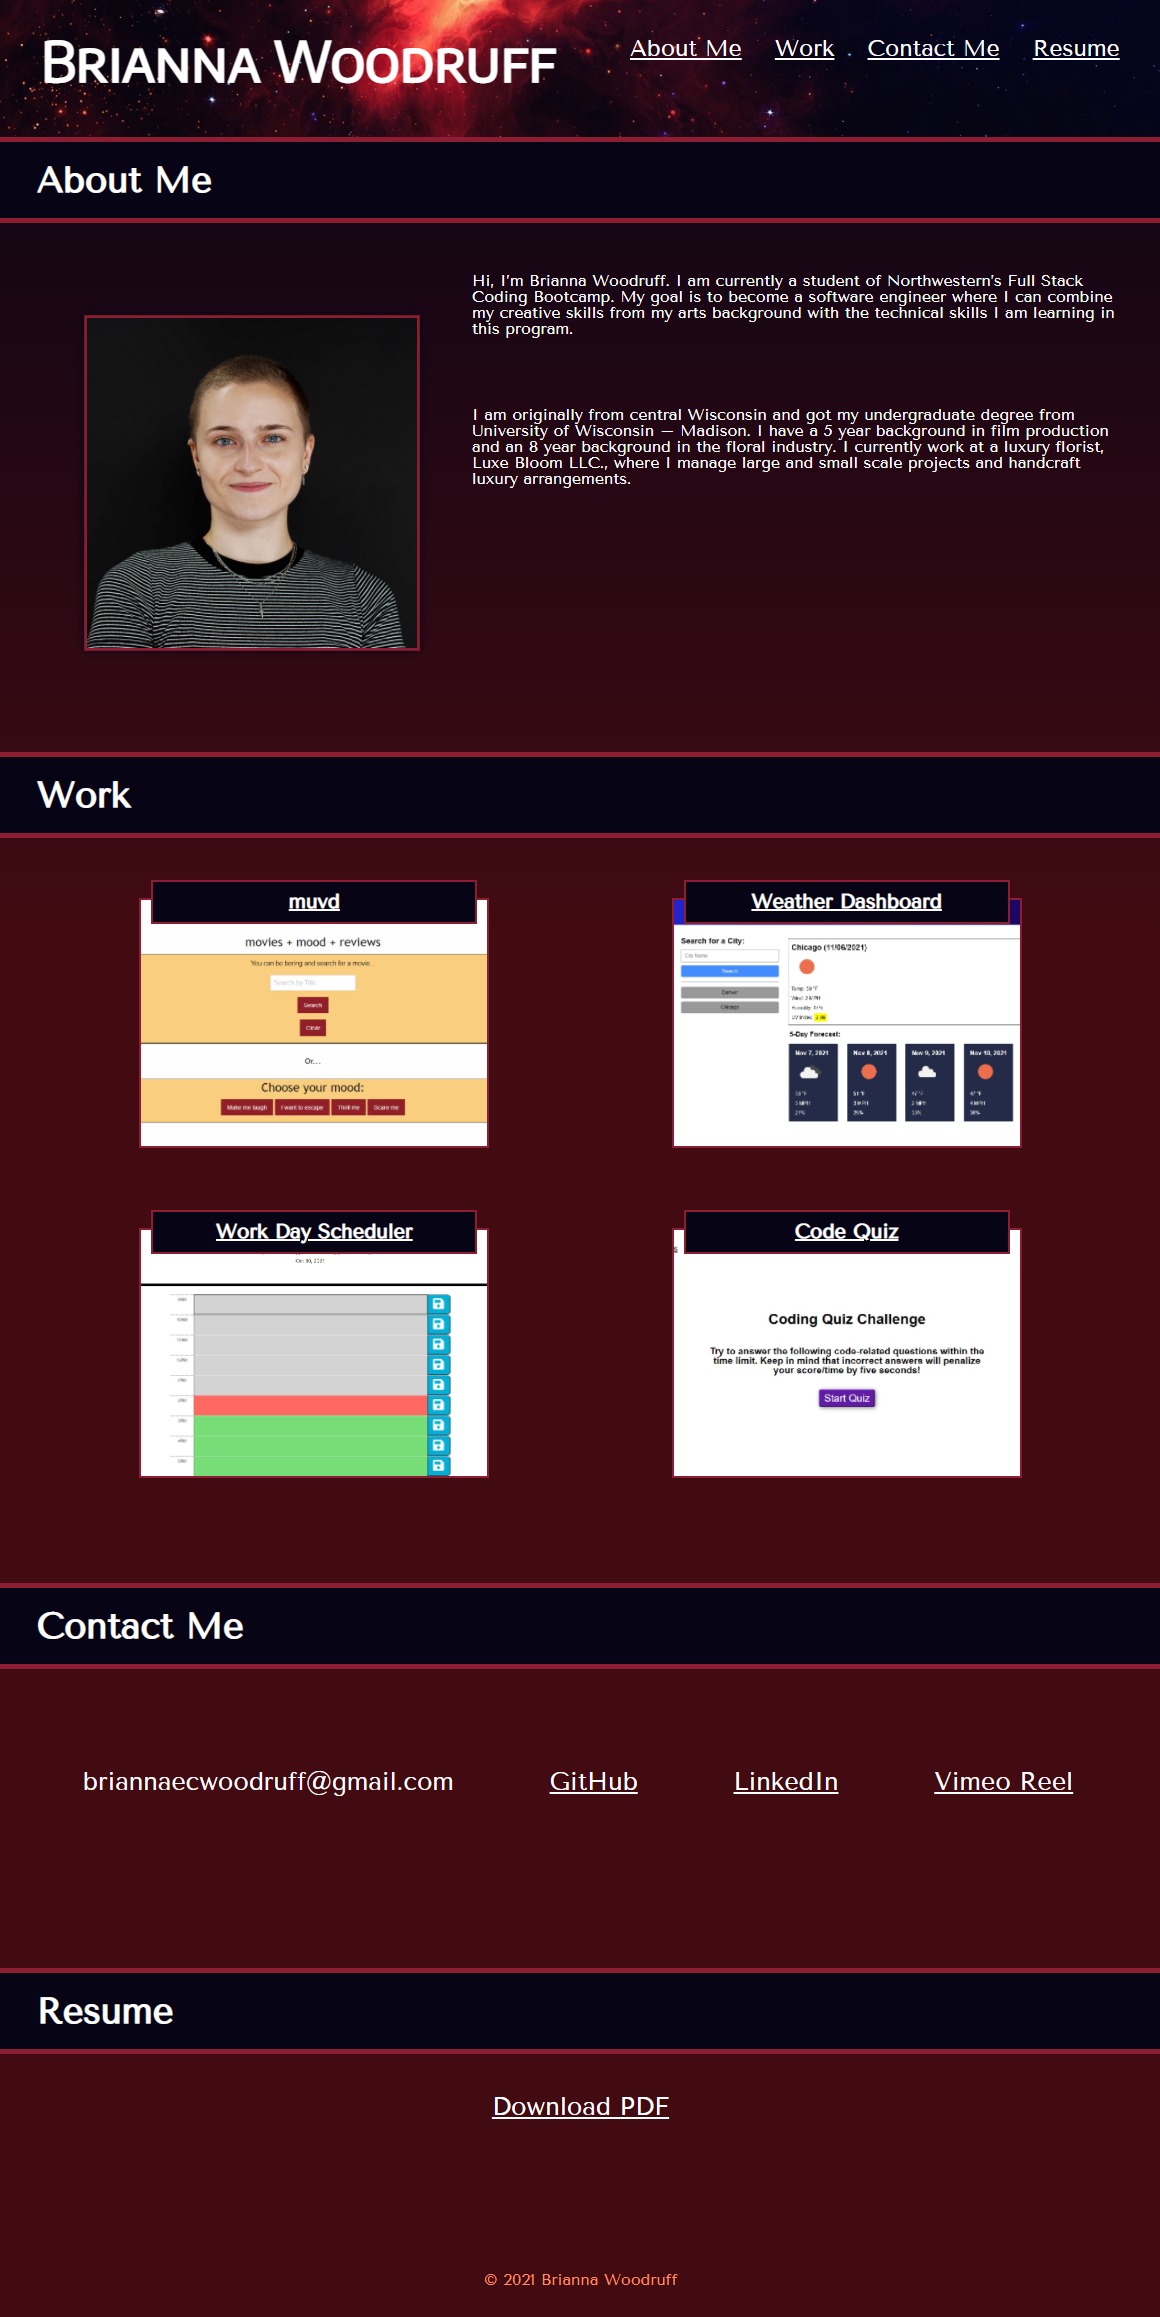 BRIANNA WOODRUFF
About Me Work Contact Me Resume
About Me
Hi, I'm Brianna Woodruff. I am currently a student of Northwestern's Full Stack
Coding Bootcamp. My goal is to become a software engineer where I can combine
my creative skills from my arts background with the technical skills I am learning in
this program.
I am originally from central Wisconsin and got my undergraduate degree from
University of Wisconsin – Madison. I have a 5 year background in film production
and an 8 year background in the floral industry. I currently work at a luxury florist,
Luxe Bloom LLC., where I manage large and small scale projects and handcraft
luxury arrangements.
Work
muvd
movies + mood + reviews
You can be boring and search for a movie...
Search by Title
Search
Clear
Or...
Choose your mood:
Make me laugh I want to escape Thrill me Scare me
Weather Dashboard
Search for a City:
City Name
Search
Denver
Chicago
Chicago (11/06/2021)
UV Index:
5-Day Forecast:
Nov 7, 2021 Nov 8, 2021 Nov 9, 2021 Nov 10, 2021
Work Day Scheduler
Oct 30, 2021
Code Quiz
Coding Quiz Challenge
Try to answer the following code-related questions within the
time limit. Keep in mind that incorrect answers will penalize
your score/time by five seconds!
Start Quiz
Contact Me
briannaecwoodruff@gmail.com GitHub LinkedIn Vimeo Reel
Resume
Download PDF
© 2021 Brianna Woodruff